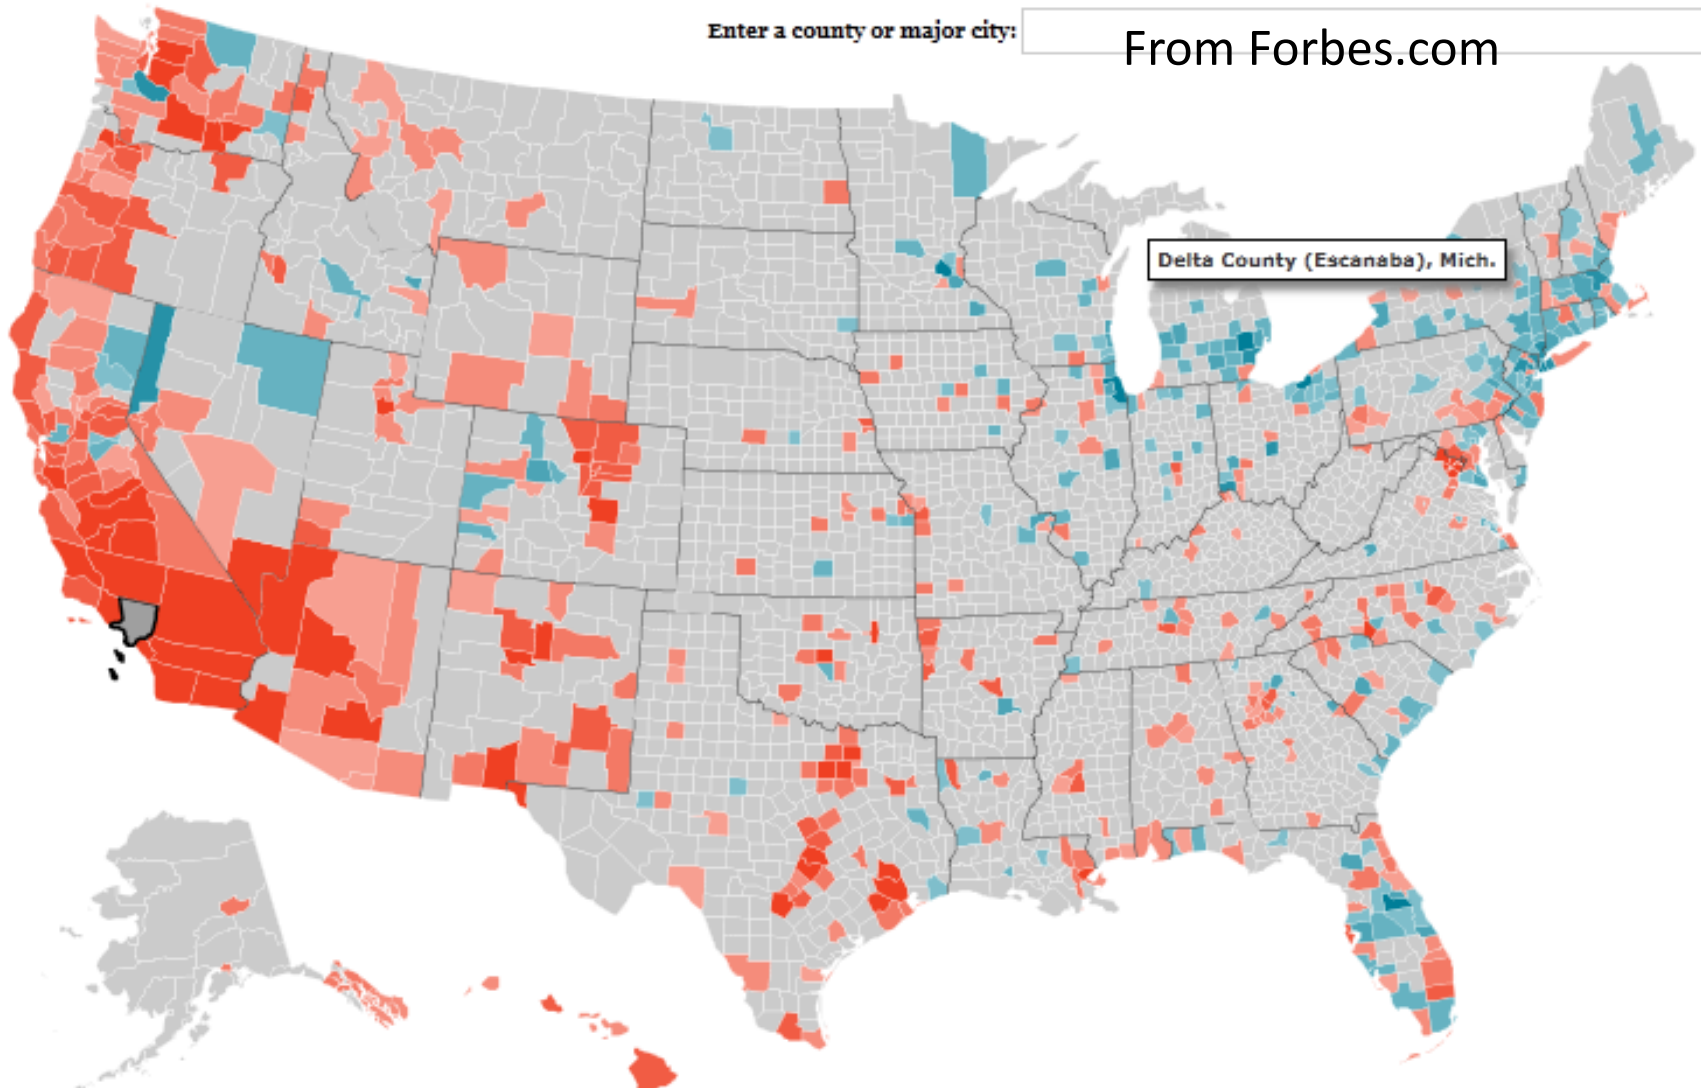 Enter a county or major city:
From Forbes.com
Delta County (Escanaba), Mich.